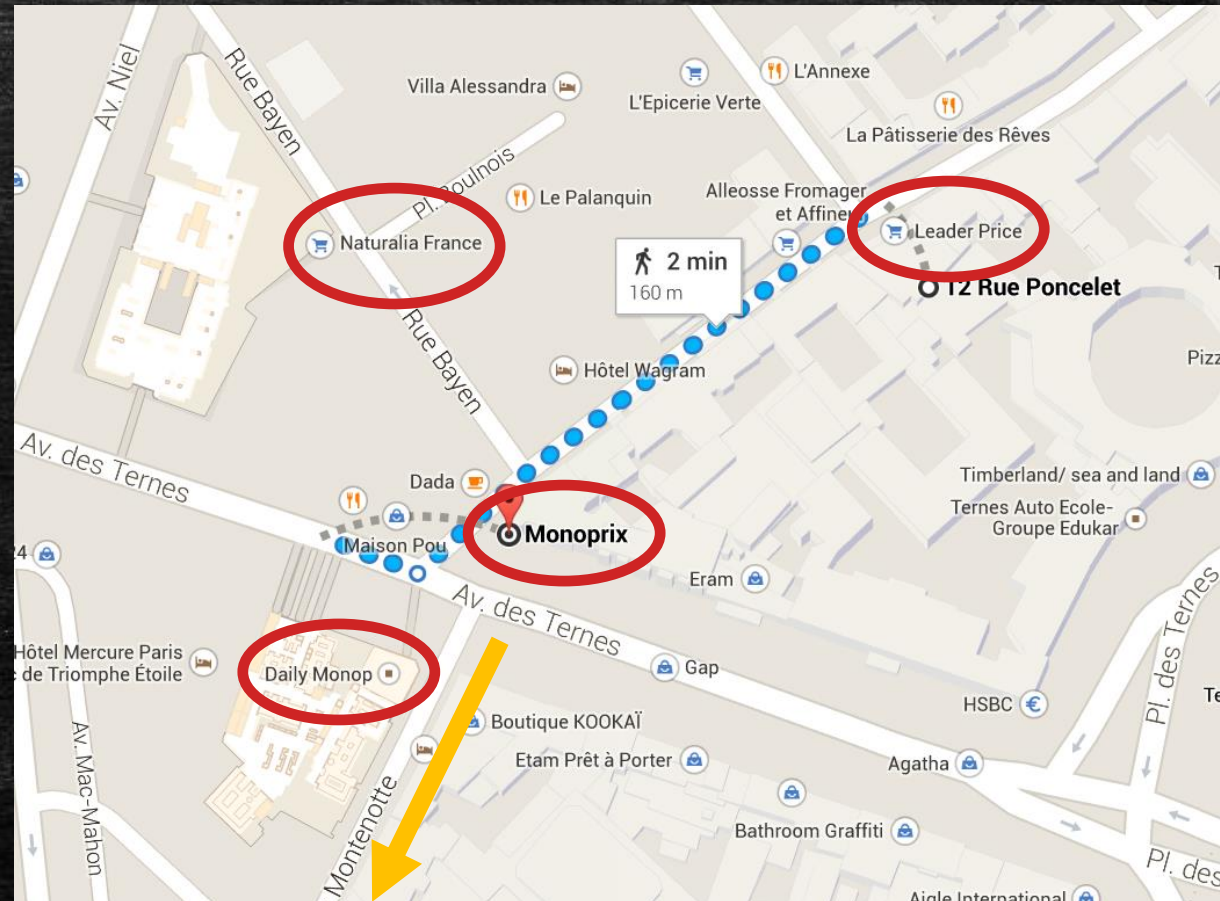 Av. Niel
Rue Bayen
Villa Alessandra
L'Epicerie Verte
L'Annexe
La Pâtisserie des Rêves
Pl. Boulnois
Le Palanquin
Alleosse Fromager
et Affineur
Naturalia France
Leader Price
2 min
160 m
12 Rue Poncelet
Rue Bayen
Hôtel Wagram
Pizz
Av. des Ternes
Dada
Timberland/ sea and land
Ternes Auto Ecole-
Groupe Edukar
Maison Pou
Monoprix
24
Eram
Av. des Ternes
Pl. des Ternes
Hôtel Mercure Paris
de Triomphe Étoile
Daily Monop
Gap
HSBC
€
Te
Boutique KOOKAÏ
Etam Prêt à Porter
Agatha
Av. Mac-Mahon
Montenotte
Bathroom Graffiti
Pl. des
Aigle International